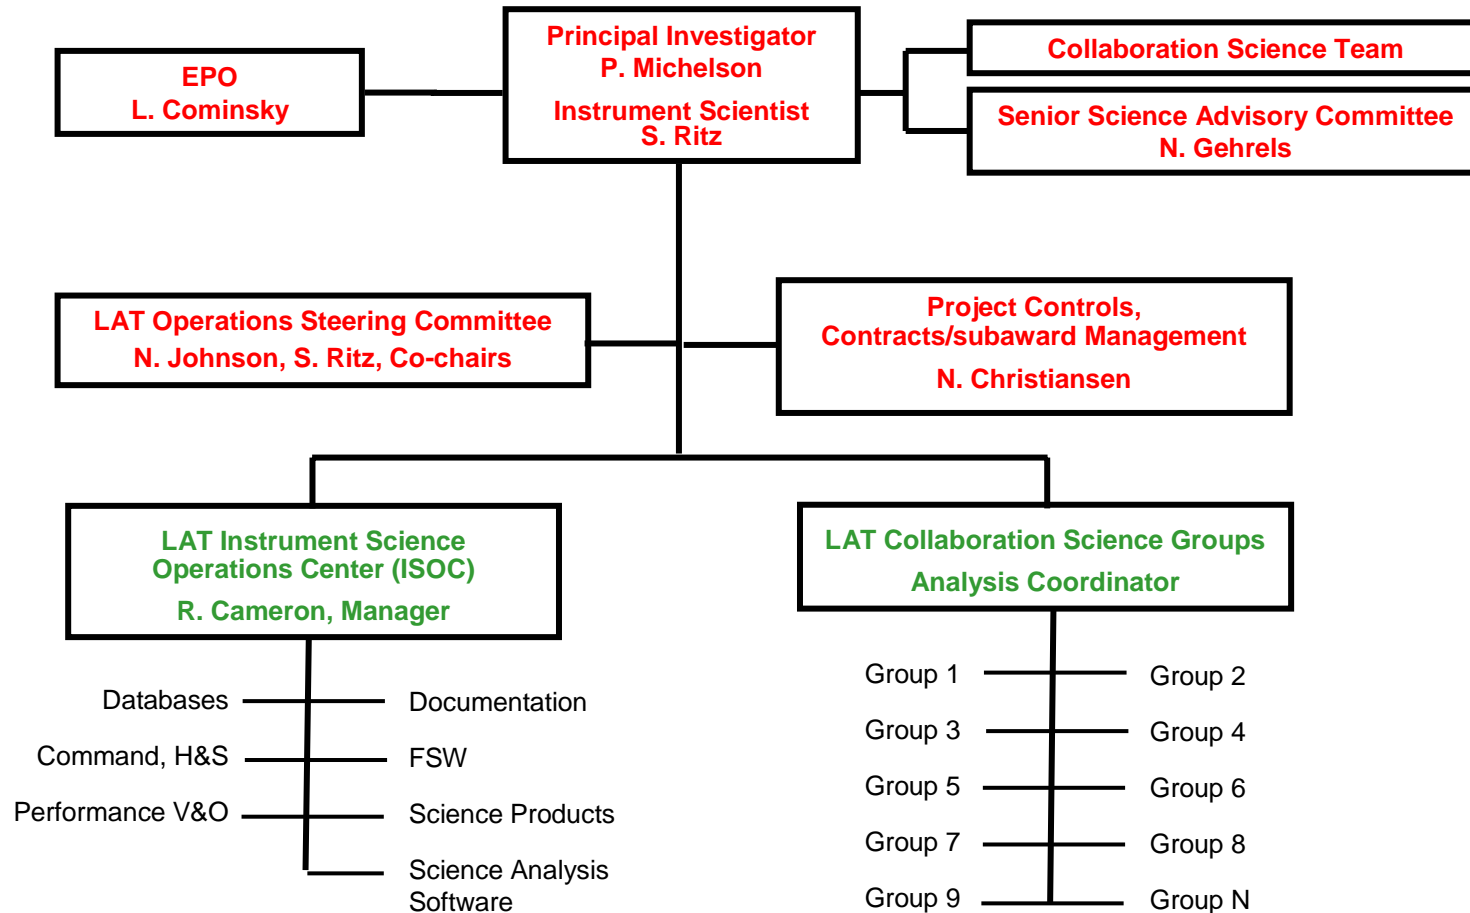 EPO
L. Cominsky
Principal Investigator
P. Michelson
Instrument Scientist
S. Ritz
Collaboration Science Team
Senior Science Advisory Committee
N. Gehrels
LAT Operations Steering Committee
N. Johnson, S. Ritz, Co-chairs
Project Controls,
Contracts/subaward Management
N. Christiansen
LAT Instrument Science
Operations Center (ISOC)
R. Cameron, Manager
LAT Collaboration Science Groups
Analysis Coordinator
Databases
Documentation
Command, H&S
FSW
Performance V&O
Science Products
Science Analysis
Software
Group 1
Group 2
Group 3
Group 4
Group 5
Group 6
Group 7
Group 8
Group 9
Group N